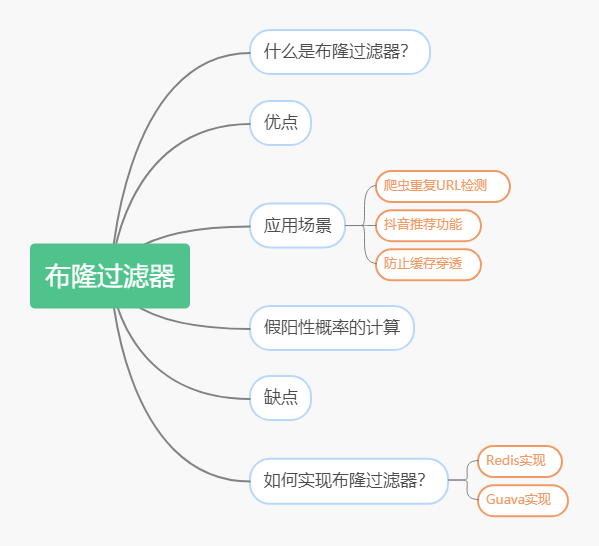 布隆过滤器
什么是布隆过滤器？
优点
应用场景
爬虫重复URL检测
抖音推荐功能
防止缓存穿透
假阳性概率的计算
缺点
如何实现布隆过滤器？
Redis实现
Guava实现